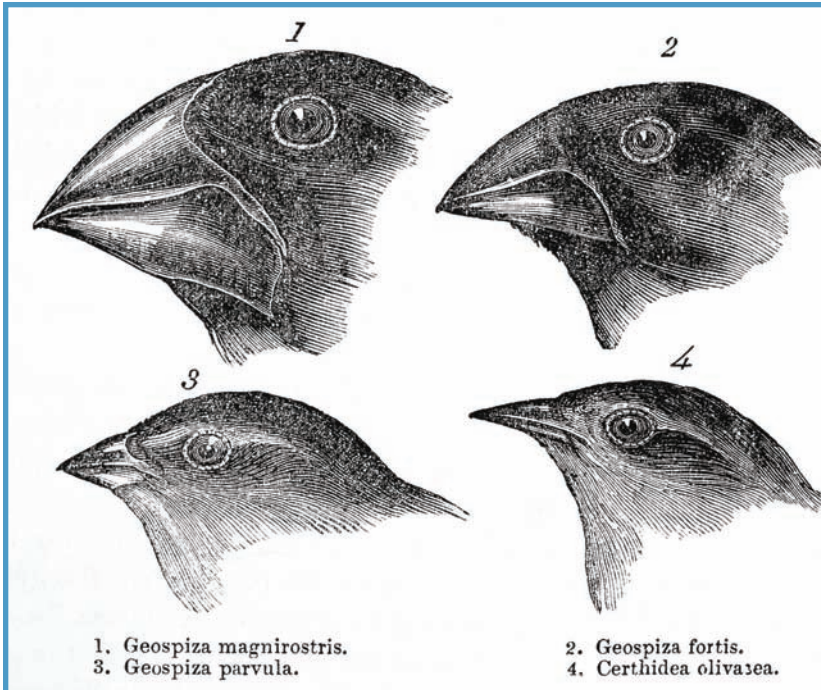 1
2
3
4
1. Geospiza magnirostris. 2. Geospiza fortis.
3. Geospiza parvula. 4. Certhidea olivasea.